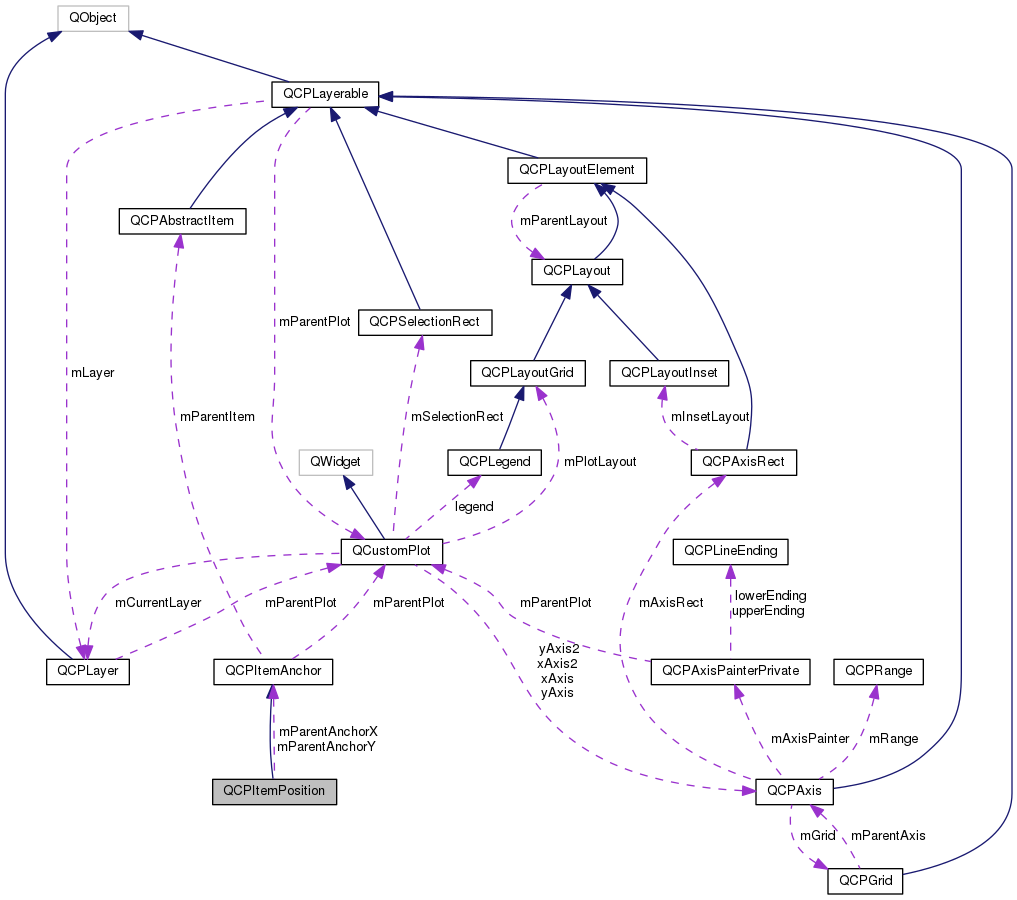 QObject
QCPLayerable
QCPLayoutElement
QCPAbstractItem
mParentLayout
QCPLayout
mParentPlot
QCPSelectionRect
mLayer
QCPLayoutGrid
QCPLayoutInset
mParentItem
mSelectionRect
mInsetLayout
QWidget
QCPLegend
mPlotLayout
QCPAxisRect
legend
QCustomPlot
QCPLineEnding
mCurrentLayer
mParentPlot
mParentPlot
mParentPlot
mAxisRect
lowerEnding
upperEnding
yAxis2
xAxis2
xAxis
yAxis
QCPLayer
QCPItemAnchor
QCPAxisPainterPrivate
QCPRange
mParentAnchorX
mParentAnchorY
mAxisPainter
mRange
QCPItemPosition
QCPAxis
mGrid
mParentAxis
QCPGrid